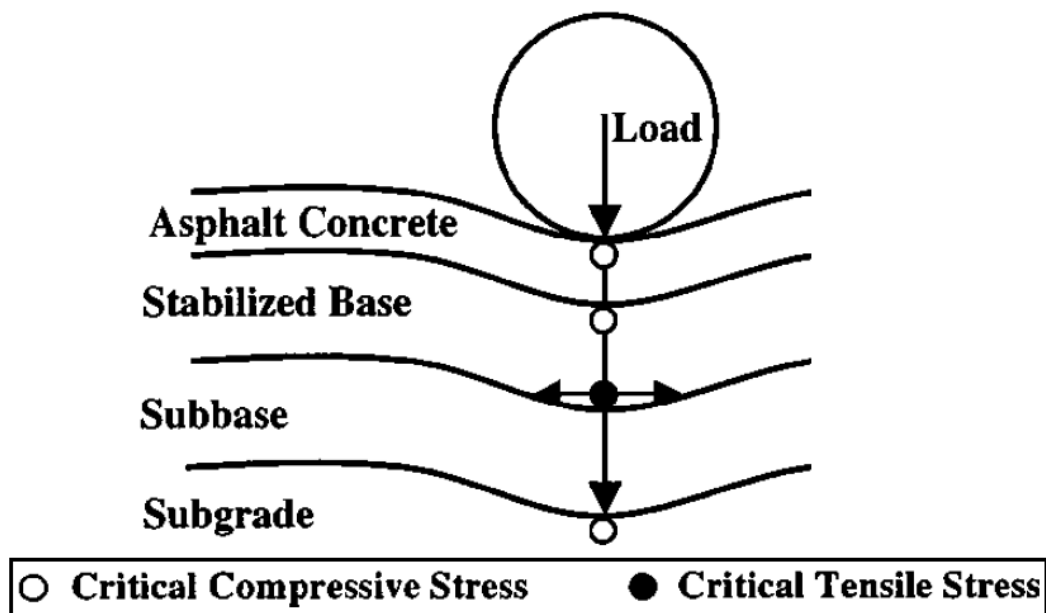 Load
Asphalt Concrete
Stabilized Base
Subbase
Subgrade
Critical Compressive Stress
Critical Tensile Stress